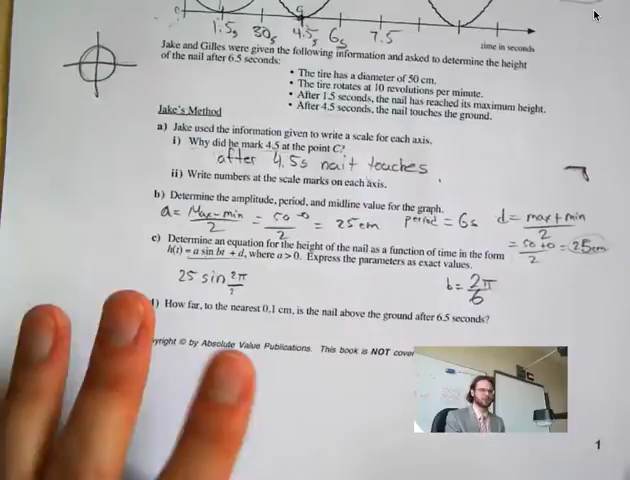 0
1.5s 30s 4.5s 6s 7.5
time in seconds
Jake and Gilles were given the following information and asked to determine the height
of the nail after 6.5 seconds:
• The tire has a diameter of 50 cm.
• The tire rotates at 10 revolutions per minute.
• After 1.5 seconds, the nail has reached its maximum height.
• After 4.5 seconds, the nail touches the ground.
Jake's Method
a) Jake used the information given to write a scale for each axis.
i) Why did he mark 4.5 at the point C?
after 4.5s nail touches
ii) Write numbers at the scale marks on each axis.
b) Determine the amplitude, period, and midline value for the graph.
a = Max-min/2 = 50-0/2 = 25cm period = 6s d = max+min/2
= 50+0/2 = 25cm
c) Determine an equation for the height of the nail as a function of time in the form
h(t) = a sin bt + d, where a > 0. Express the parameters as exact values.
25 sin 2π/ b = 2π/6
) How far, to the nearest 0.1 cm, is the nail above the ground after 6.5 seconds?
yright © by Absolute Value Publications. This book is NOT cover
1